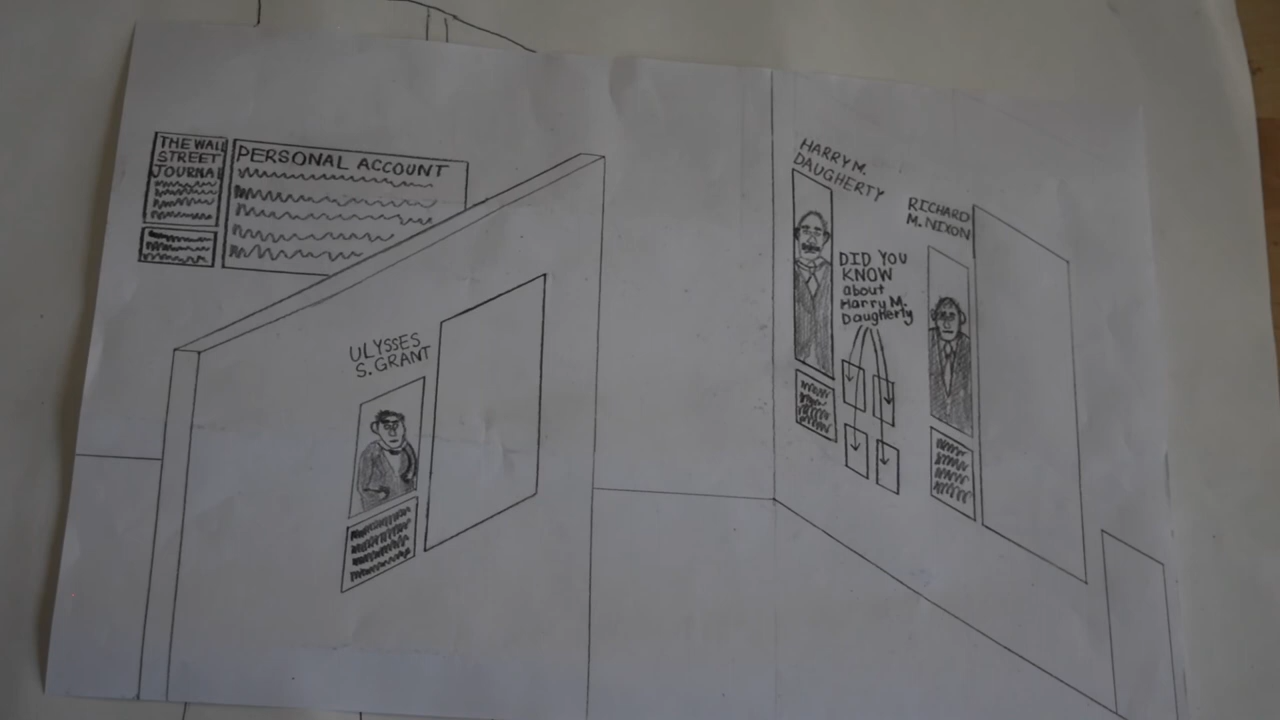 THE WALL
STREET
JOURNAL
PERSONAL ACCOUNT
ULYSSES
S. GRANT
HARRY M.
DAUGHERTY
DID YOU
KNOW
about
Harry M.
Daugherty
RICHARD
M. NIXON